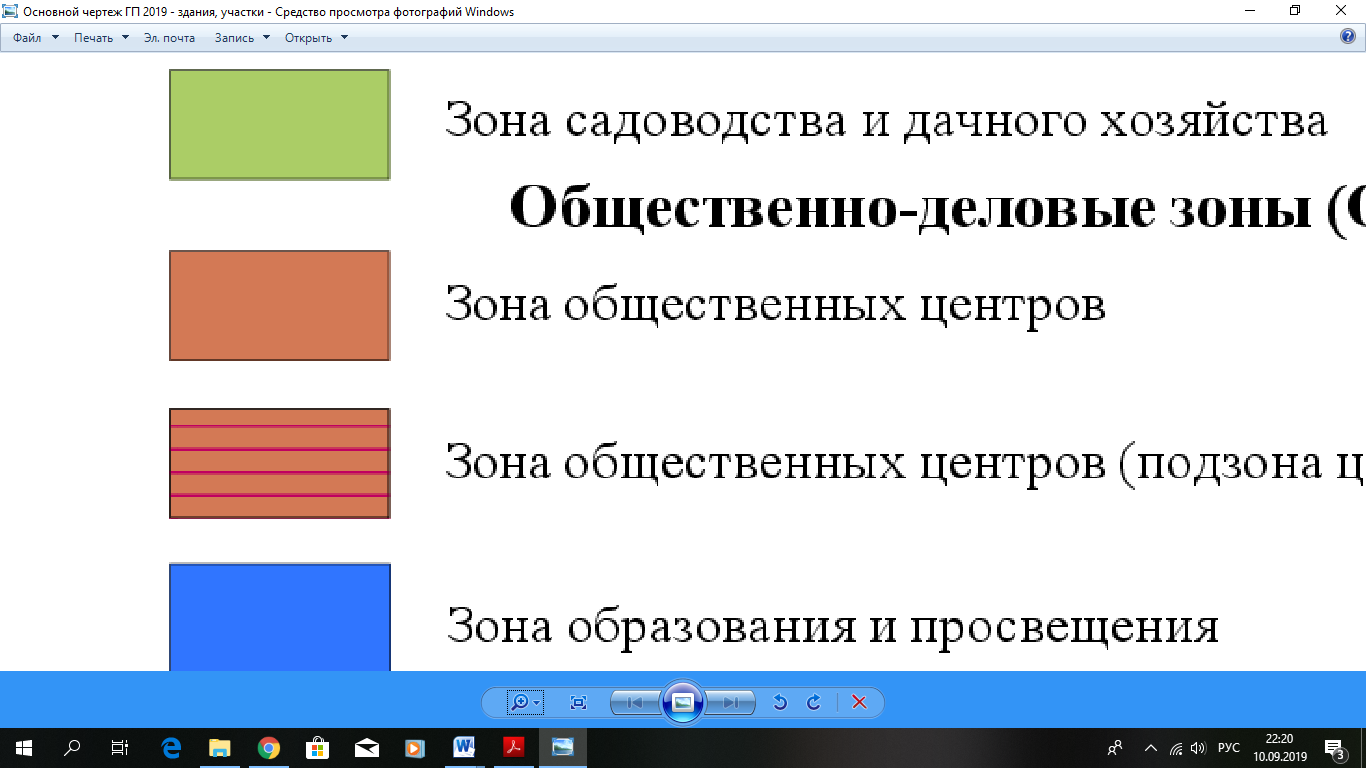 Основной чертеж ГП 2019 - здания, участки - Средство просмотра фотографий Windows
Файл Печать Эл. почта Запись Открыть
Зона садоводства и дачного хозяйства
Общественно-деловые зоны (
Зона общественных центров
Зона общественных центров (подзона ц
Зона образования и просвещения
РУС
22:20
10.09.2019
3